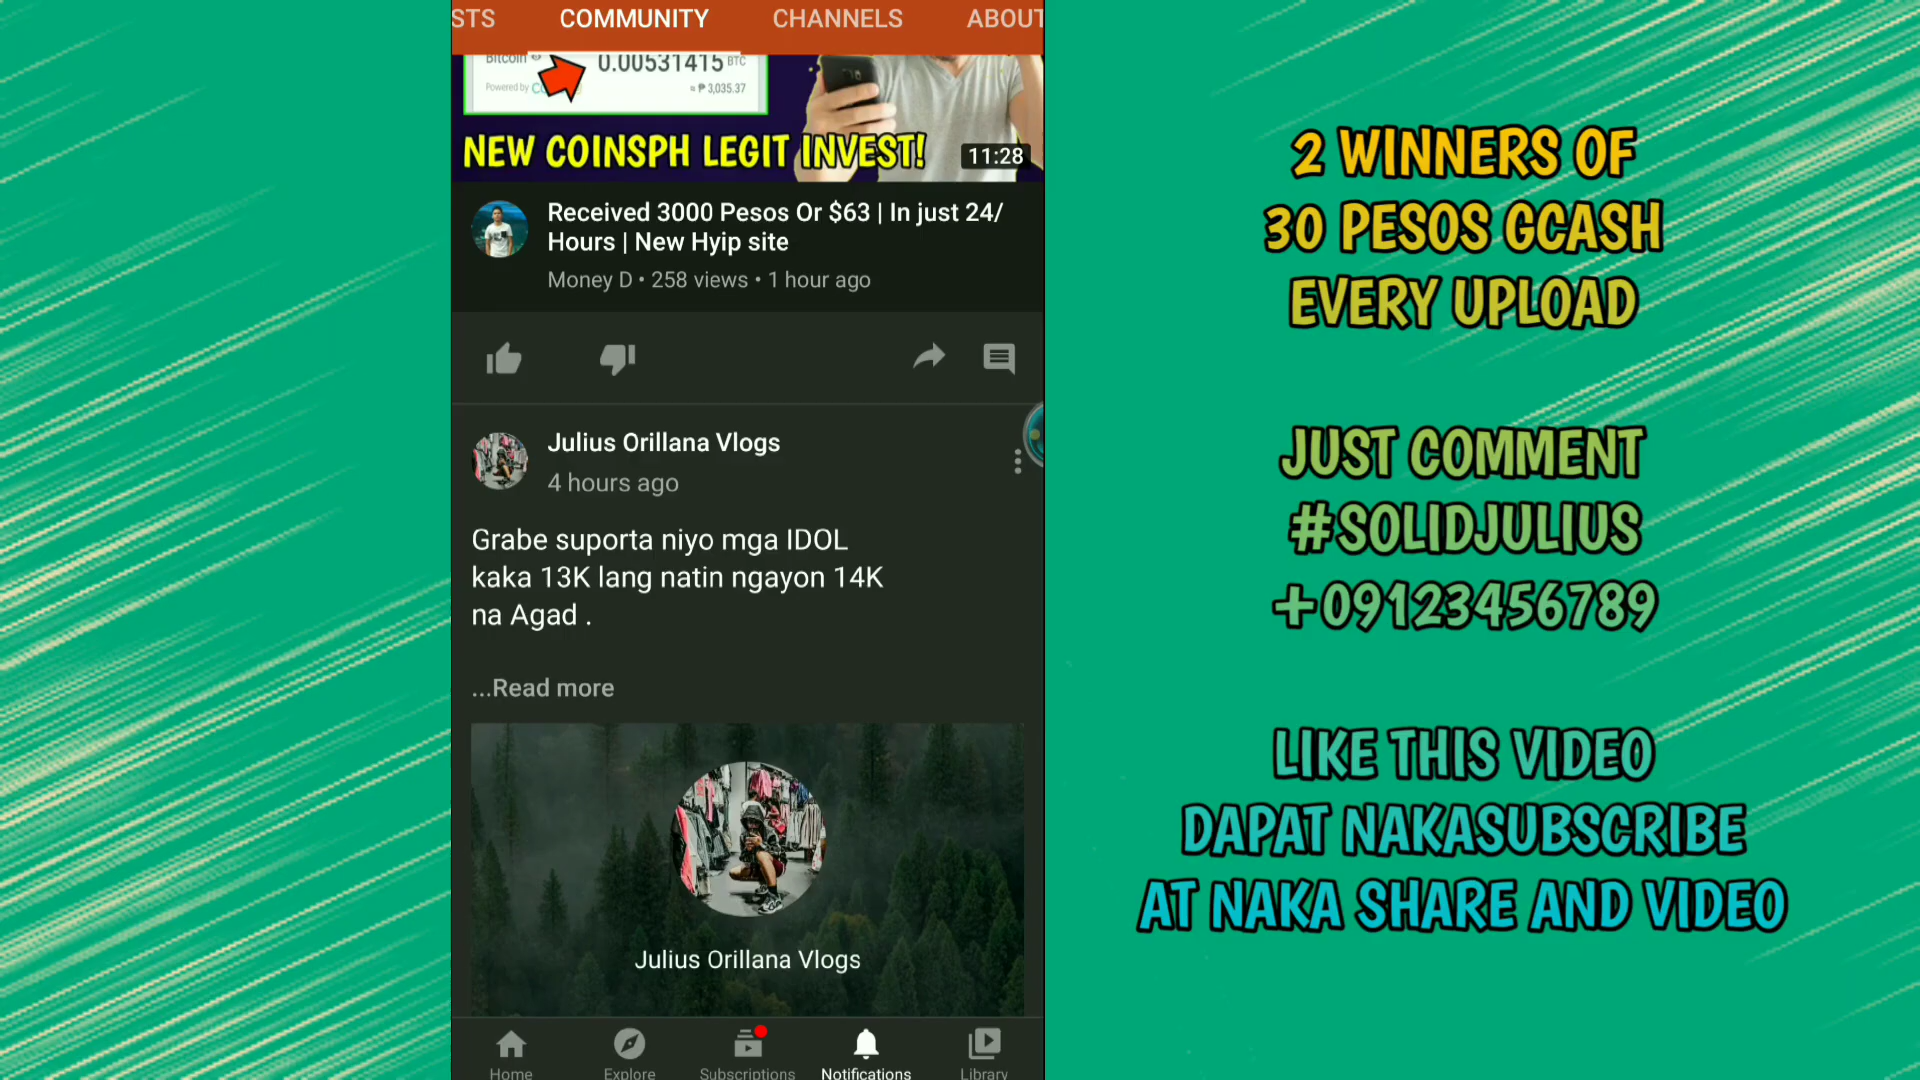 STS COMMUNITY CHANNELS ABOUT
Bitcoin 0.00531415 BTC
Powered by ≈ ₱ 3,035.37
NEW COINSPH LEGIT INVEST!
11:28
Received 3000 Pesos Or $63 | In just 24/
Hours | New Hyip site
Money D • 258 views • 1 hour ago
Julius Orillana Vlogs
4 hours ago
Grabe suporta niyo mga IDOL
kaka 13K lang natin ngayon 14K
na Agad .
...Read more
Julius Orillana Vlogs
Home Explore Subscriptions Notifications Library
2 WINNERS OF
30 PESOS GCASH
EVERY UPLOAD
JUST COMMENT
#SOLIDJULIUS
+09123456789
LIKE THIS VIDEO
DAPAT NAKASUBSCRIBE
AT NAKA SHARE AND VIDEO